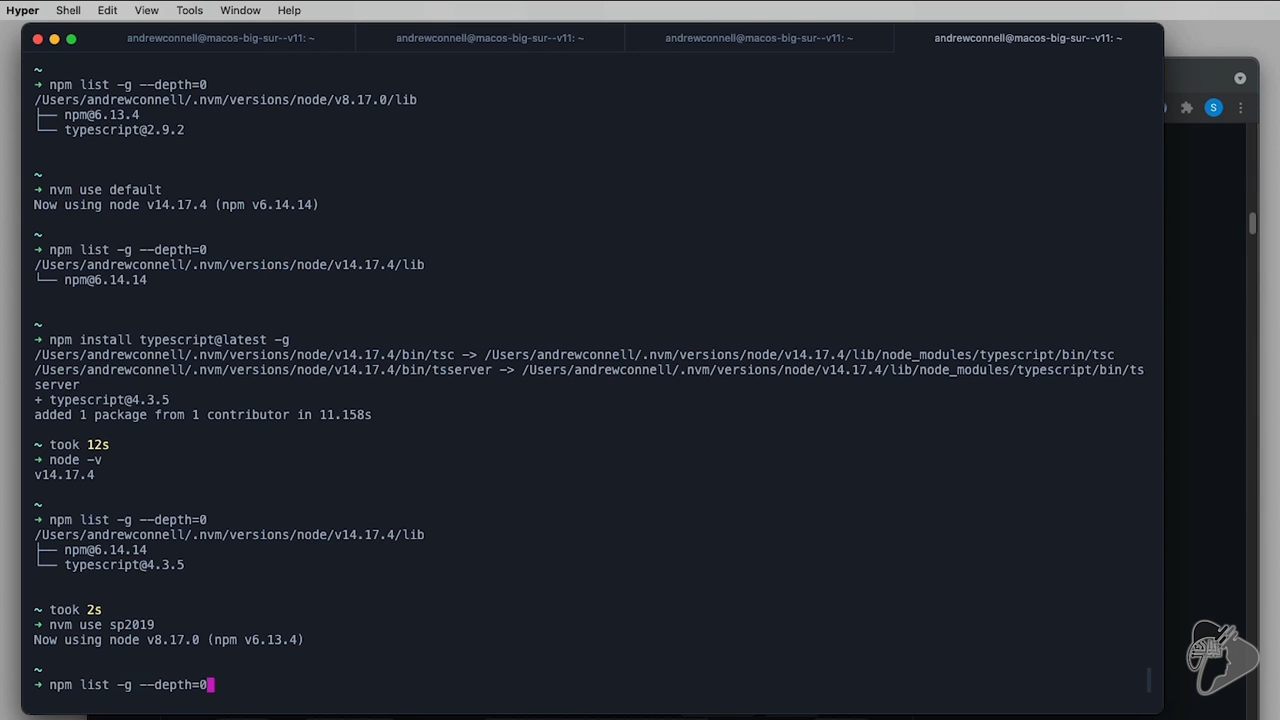 Hyper Shell Edit View Tools Window Help
andrewconnell@macos-big-sur--v11: ~ andrewconnell@macos-big-sur--v11: ~ andrewconnell@macos-big-sur--v11: ~ andrewconnell@macos-big-sur--v11: ~
~
➜ npm list -g --depth=0
/Users/andrewconnell/.nvm/versions/node/v8.17.0/lib
├── npm@6.13.4
└── typescript@2.9.2
~
➜ nvm use default
Now using node v14.17.4 (npm v6.14.14)
~
➜ npm list -g --depth=0
/Users/andrewconnell/.nvm/versions/node/v14.17.4/lib
└── npm@6.14.14
~
➜ npm install typescript@latest -g
/Users/andrewconnell/.nvm/versions/node/v14.17.4/bin/tsc -> /Users/andrewconnell/.nvm/versions/node/v14.17.4/lib/node_modules/typescript/bin/tsc
/Users/andrewconnell/.nvm/versions/node/v14.17.4/bin/tsserver -> /Users/andrewconnell/.nvm/versions/node/v14.17.4/lib/node_modules/typescript/bin/ts
server
+ typescript@4.3.5
added 1 package from 1 contributor in 11.158s
~ took 12s
➜ node -v
v14.17.4
~
➜ npm list -g --depth=0
/Users/andrewconnell/.nvm/versions/node/v14.17.4/lib
├── npm@6.14.14
└── typescript@4.3.5
~ took 2s
➜ nvm use sp2019
Now using node v8.17.0 (npm v6.13.4)
~
➜ npm list -g --depth=0
S